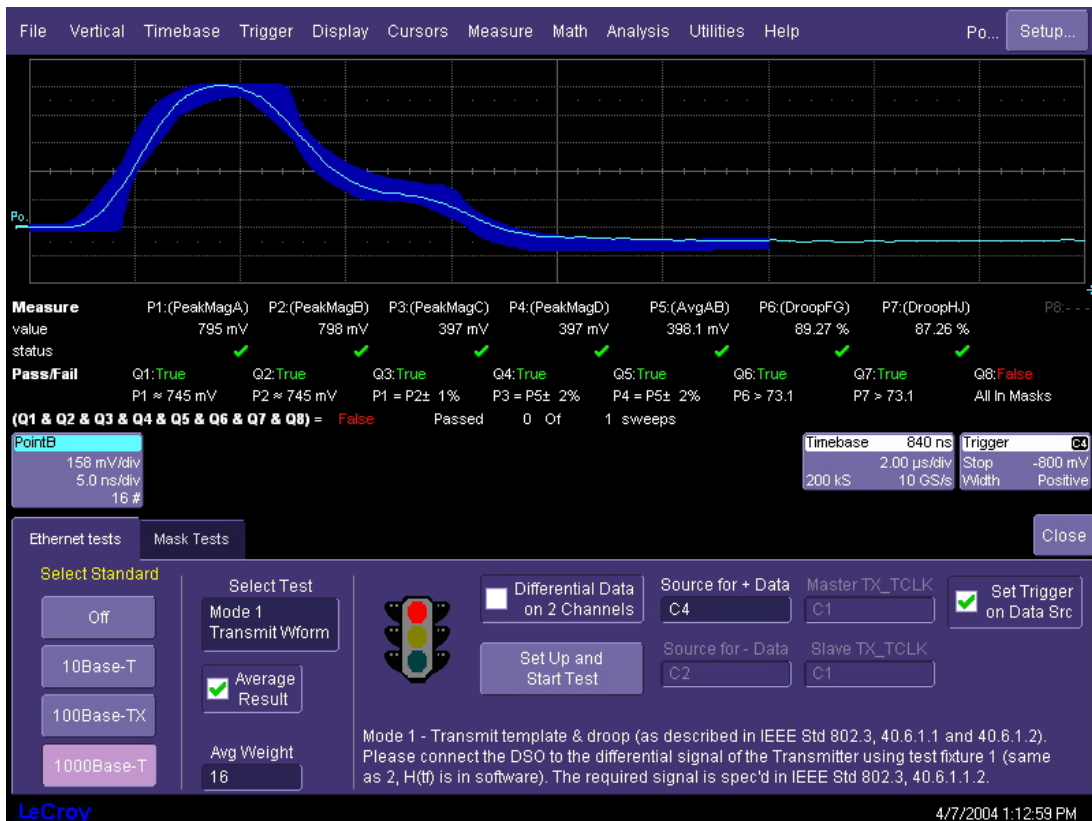 File Vertical Timebase Trigger Display Cursors Measure Math Analysis Utilities Help Po... Setup...
Po.
Measure P1:(PeakMagA) P2:(PeakMagB) P3:(PeakMagC) P4:(PeakMagD) P5:(AvgAB) P6:(DroopFG) P7:(DroopHJ) P8:- - -
value 795 mV 798 mV 397 mV 397 mV 398.1 mV 89.27 % 87.26 %
status
Pass/Fail Q1:True Q2:True Q3:True Q4:True Q5:True Q6:True Q7:True Q8:False
P1 ≈ 745 mV P2 ≈ 745 mV P1 = P2± 1% P3 = P5± 2% P4 = P5± 2% P6 > 73.1 P7 > 73.1 All In Masks
(Q1 & Q2 & Q3 & Q4 & Q5 & Q6 & Q7 & Q8) = False Passed 0 Of 1 sweeps
PointB
158 mV/div
5.0 ns/div
16 #
Timebase 840 ns
2.00 µs/div
200 kS 10 GS/s
Trigger C4
Stop -800 mV
Width Positive
Ethernet tests Mask Tests Close
Select Standard
Off
10Base-T
100Base-TX
1000Base-T
Select Test
Mode 1
Transmit Wform
Average
Result
Avg Weight
16
Differential Data
on 2 Channels
Set Up and
Start Test
Source for + Data
C4
Source for - Data
C2
Master TX_TCLK
C1
Slave TX_TCLK
C1
Set Trigger
on Data Src
Mode 1 - Transmit template & droop (as described in IEEE Std 802.3, 40.6.1.1 and 40.6.1.2).
Please connect the DSO to the differential signal of the Transmitter using test fixture 1 (same
as 2, H(tf) is in software). The required signal is spec'd in IEEE Std 802.3, 40.6.1.1.2.
LeCroy 4/7/2004 1:12:59 PM